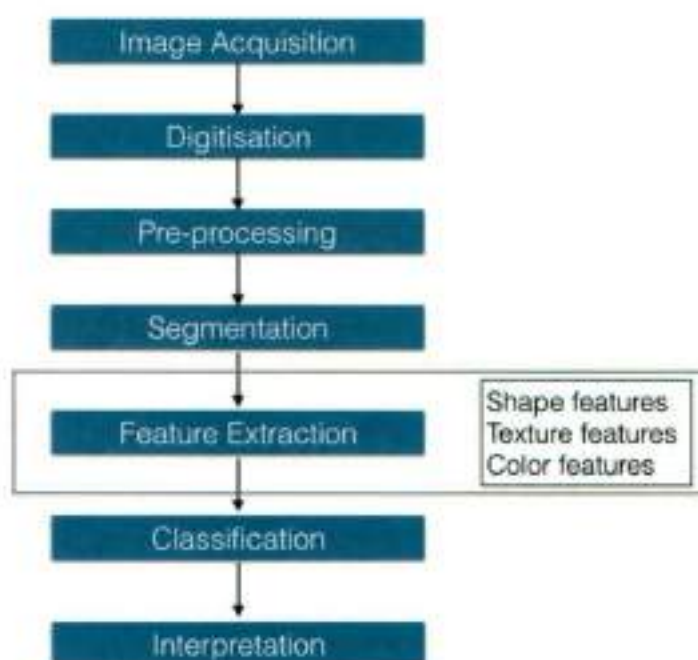 Image Acquisition
Digitisation
Pre-processing
Segmentation
Feature Extraction
Shape features
Texture features
Color features
Classification
Interpretation